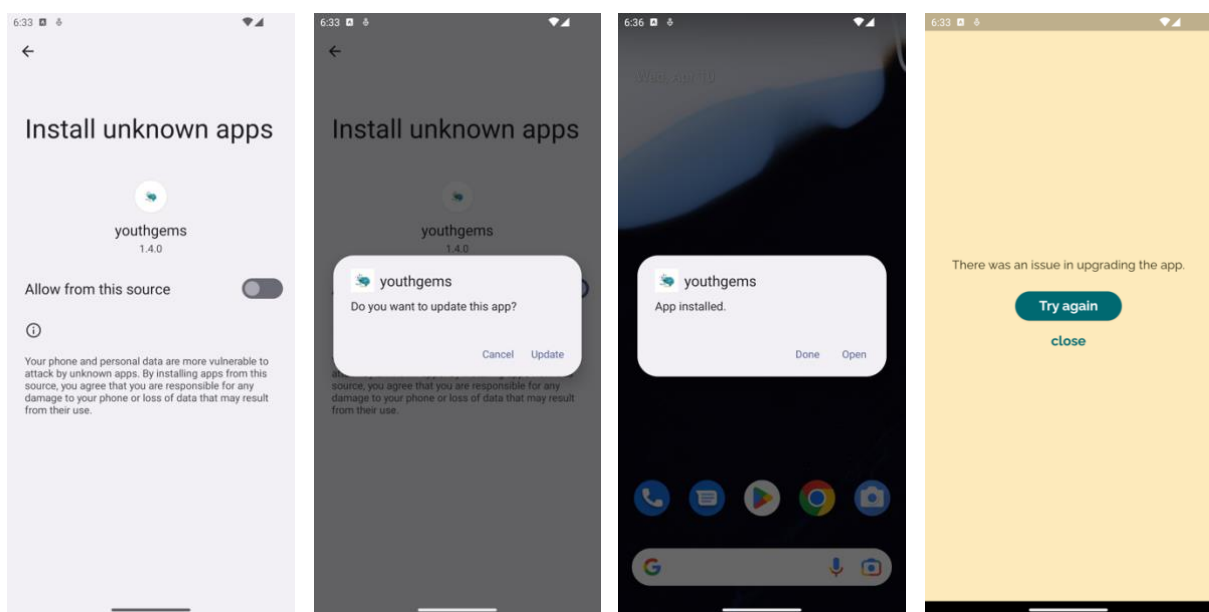 6:33
Install unknown apps
youthgems
1.4.0
Allow from this source
Your phone and personal data are more vulnerable to
attack by unknown apps. By installing apps from this
source, you agree that you are responsible for any
damage to your phone or loss of data that may result
from their use.
6:33
Install unknown apps
youthgems
1.4.0
youthgems
Do you want to update this app?
Cancel Update
source, you agree that you are responsible for any
damage to your phone or loss of data that may result
from their use.
6:36
youthgems
App installed.
Done Open
6:33
There was an issue in upgrading the app.
Try again
close